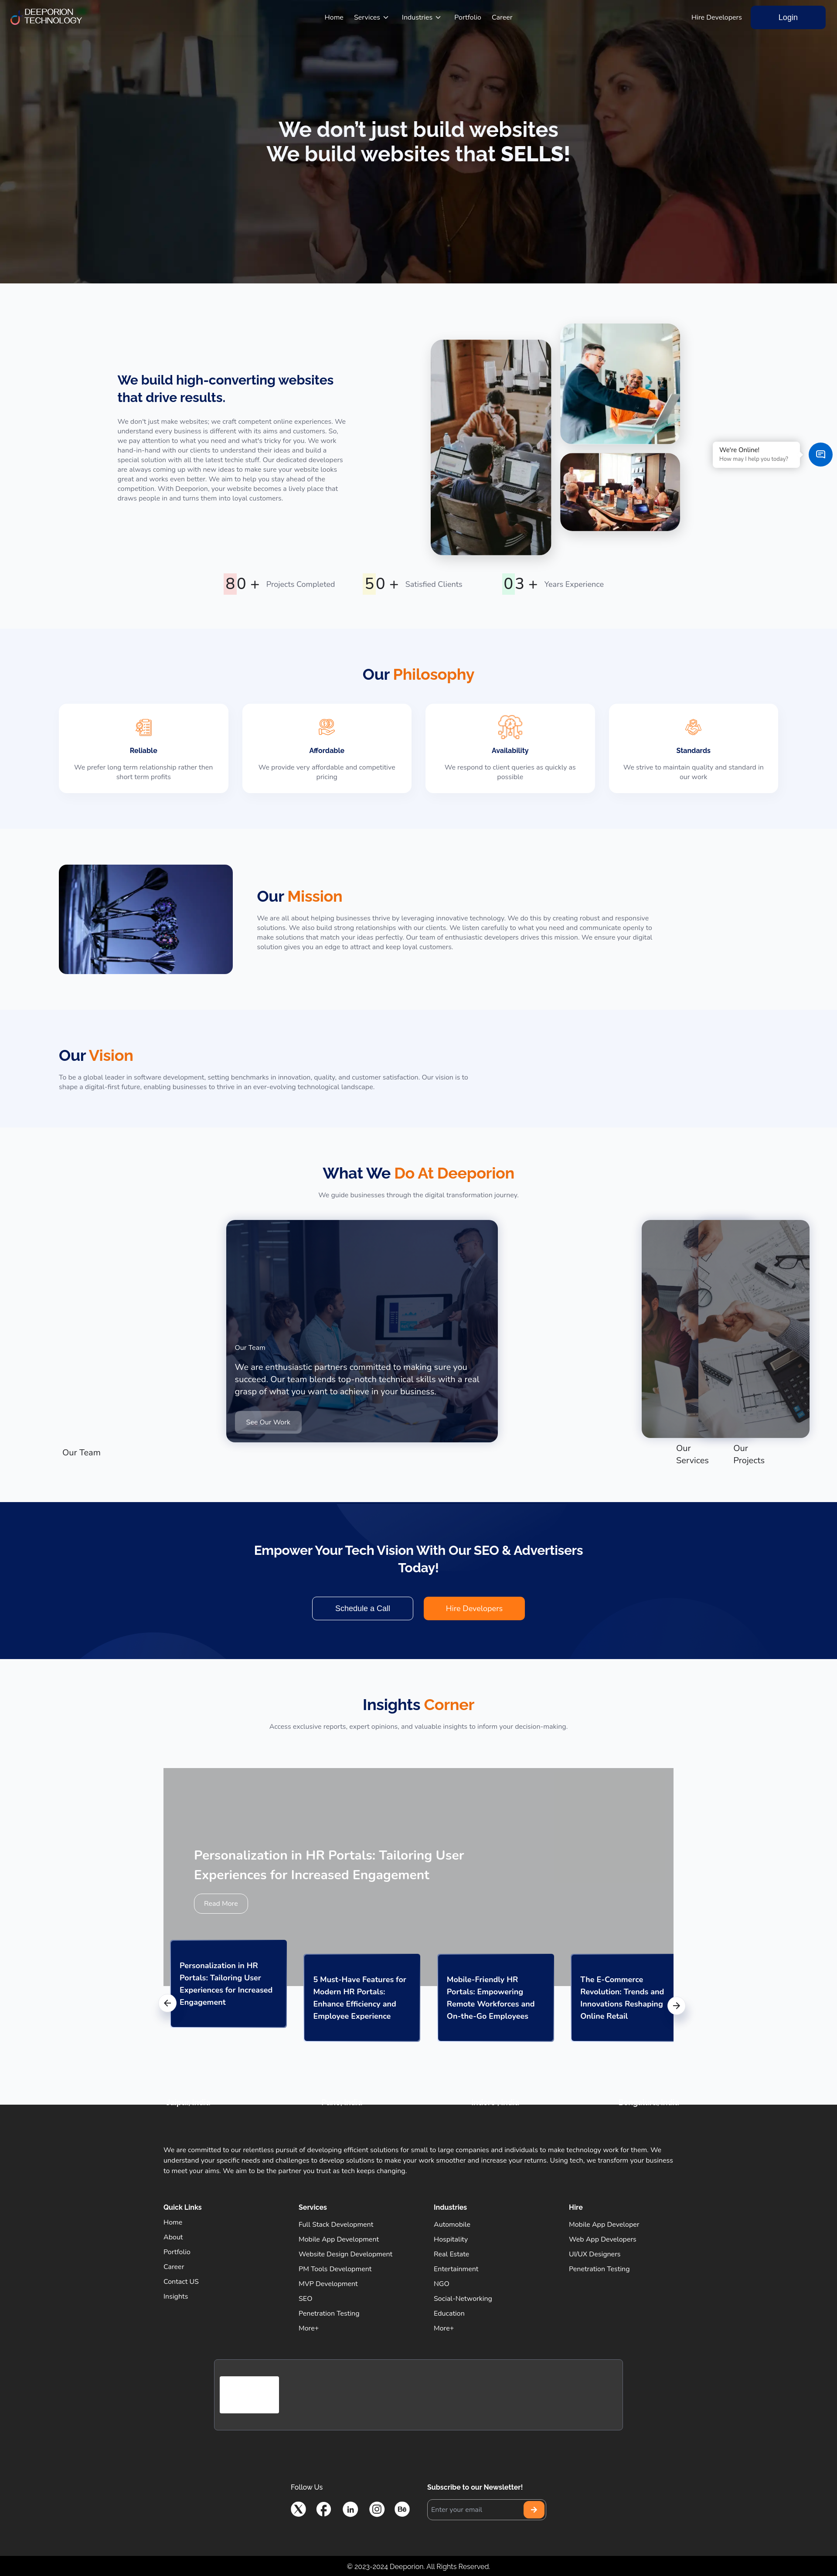 DEEPORION
TECHNOLOGY
Home
Services
Industries
Portfolio
Career
Hire Developers
Login
We don't just build websites
We build websites that SELLS!
We build high-converting websites
that drive results.
We don't just make websites; we craft competent online experiences. We
understand every business is different with its aims and customers. So,
we pay attention to what you need and what's tricky for you. We work
hand-in-hand with our clients to understand their ideas and build a
special solution with all the latest techie stuff. Our dedicated developers
are always coming up with new ideas to make sure your website looks
great and works even better. We aim to help you stay ahead of the
competition. With Deeporion, your website becomes a lively place that
draws people in and turns them into loyal customers.
We're Online!
How may I help you today?
80 + Projects Completed
50 + Satisfied Clients
03 + Years Experience
Our Philosophy
Reliable
We prefer long term relationship rather then
short term profits
Affordable
We provide very affordable and competitive
pricing
Availability
We respond to client queries as quickly as
possible
Standards
We strive to maintain quality and standard in
our work
Our Mission
We are all about helping businesses thrive by leveraging innovative technology. We do this by creating robust and responsive
solutions. We also build strong relationships with our clients. We listen carefully to what you need and communicate openly to
make solutions that match your ideas perfectly. Our team of enthusiastic developers drives this mission. We ensure your digital
solution gives you an edge to attract and keep loyal customers.
Our Vision
To be a global leader in software development, setting benchmarks in innovation, quality, and customer satisfaction. Our vision is to
shape a digital-first future, enabling businesses to thrive in an ever-evolving technological landscape.
What We Do At Deeporion
We guide businesses through the digital transformation journey.
Our Team
We are enthusiastic partners committed to making sure you
succeed. Our team blends top-notch technical skills with a real
grasp of what you want to achieve in your business.
See Our Work
Our Team
Our
Services
Our
Projects
Empower Your Tech Vision With Our SEO & Advertisers
Today!
Schedule a Call
Hire Developers
Insights Corner
Access exclusive reports, expert opinions, and valuable insights to inform your decision-making.
Personalization in HR Portals: Tailoring User
Experiences for Increased Engagement
Read More
Personalization in HR
Portals: Tailoring User
Experiences for Increased
Engagement
5 Must-Have Features for
Modern HR Portals:
Enhance Efficiency and
Employee Experience
Mobile-Friendly HR
Portals: Empowering
Remote Workforces and
On-the-Go Employees
The E-Commerce
Revolution: Trends and
Innovations Reshaping
Online Retail
We are committed to our relentless pursuit of developing efficient solutions for small to large companies and individuals to make technology work for them. We
understand your specific needs and challenges to develop solutions to make your work smoother and increase your returns. Using tech, we transform your business
to meet your aims. We aim to be the partner you trust as tech keeps changing.
Quick Links
Home
About
Portfolio
Career
Contact US
Insights
Services
Full Stack Development
Mobile App Development
Website Design Development
PM Tools Development
MVP Development
SEO
Penetration Testing
More+
Industries
Automobile
Hospitality
Real Estate
Entertainment
NGO
Social-Networking
Education
More+
Hire
Mobile App Developer
Web App Developers
UI/UX Designers
Penetration Testing
Follow Us
Subscribe to our Newsletter!
Enter your email
© 2023-2024 Deeporion. All Rights Reserved.